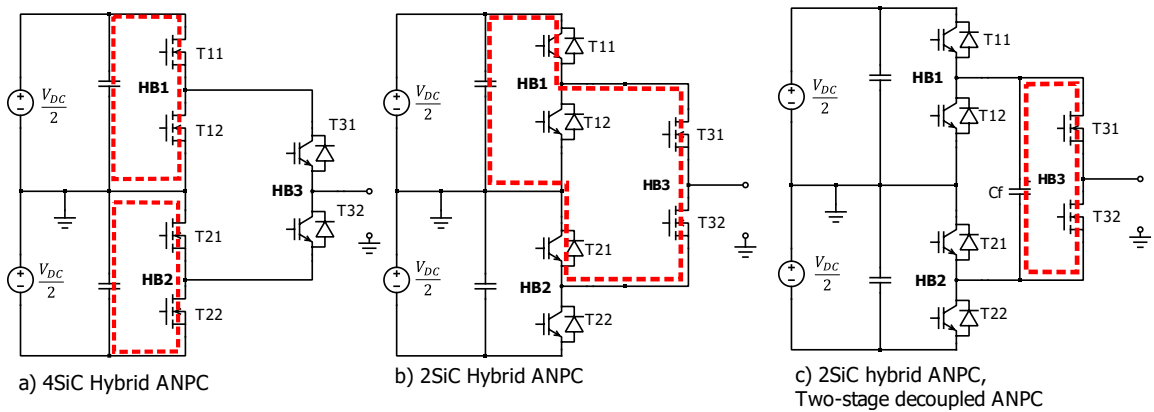 T11
HB1
V_DC
2
T12
T31
HB3
T32
T21
V_DC
2
HB2
T22
a) 4SiC Hybrid ANPC
T11
HB1
V_DC
2
T12
T31
HB3
T32
T21
V_DC
2
HB2
T22
b) 2SiC Hybrid ANPC
T11
HB1
V_DC
2
T12
T31
HB3
Cf
T32
T21
V_DC
2
HB2
T22
c) 2SiC hybrid ANPC,
Two-stage decoupled ANPC